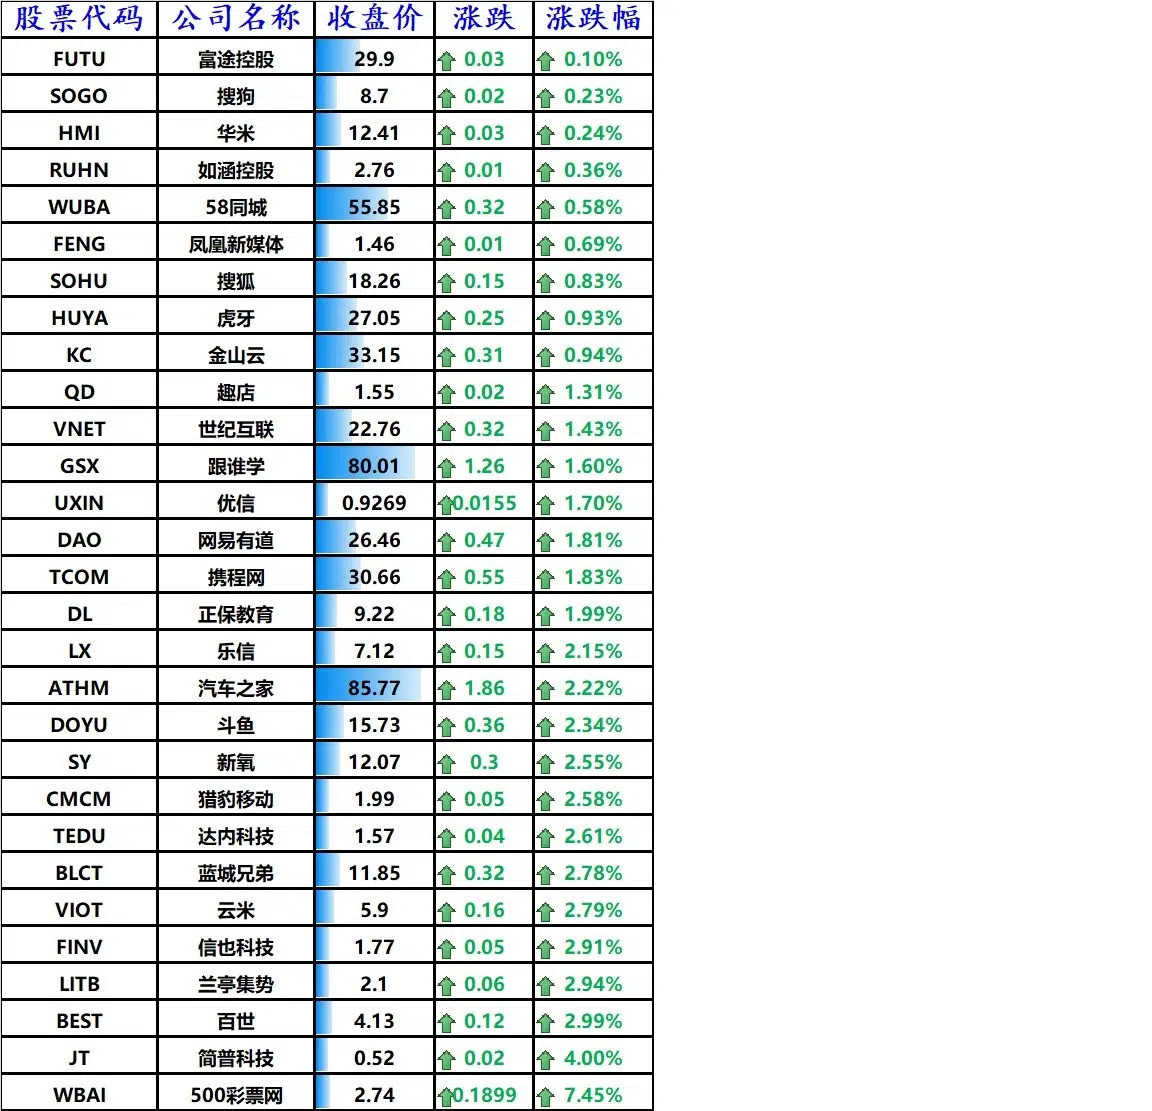 股票代码 公司名称 收盘价 涨跌 涨跌幅
FUTU 富途控股 29.9 0.03 0.10%
SOGO 搜狗 8.7 0.02 0.23%
HMI 华米 12.41 0.03 0.24%
RUHN 如涵控股 2.76 0.01 0.36%
WUBA 58同城 55.85 0.32 0.58%
FENG 凤凰新媒体 1.46 0.01 0.69%
SOHU 搜狐 18.26 0.15 0.83%
HUYA 虎牙 27.05 0.25 0.93%
KC 金山云 33.15 0.31 0.94%
QD 趣店 1.55 0.02 1.31%
VNET 世纪互联 22.76 0.32 1.43%
GSX 跟谁学 80.01 1.26 1.60%
UXIN 优信 0.9269 0.0155 1.70%
DAO 网易有道 26.46 0.47 1.81%
TCOM 携程网 30.66 0.55 1.83%
DL 正保教育 9.22 0.18 1.99%
LX 乐信 7.12 0.15 2.15%
ATHM 汽车之家 85.77 1.86 2.22%
DOYU 斗鱼 15.73 0.36 2.34%
SY 新氧 12.07 0.3 2.55%
CMCM 猎豹移动 1.99 0.05 2.58%
TEDU 达内科技 1.57 0.04 2.61%
BLCT 蓝城兄弟 11.85 0.32 2.78%
VIOT 云米 5.9 0.16 2.79%
FINV 信也科技 1.77 0.05 2.91%
LITB 兰亭集势 2.1 0.06 2.94%
BEST 百世 4.13 0.12 2.99%
JT 简普科技 0.52 0.02 4.00%
WBAI 500彩票网 2.74 0.1899 7.45%